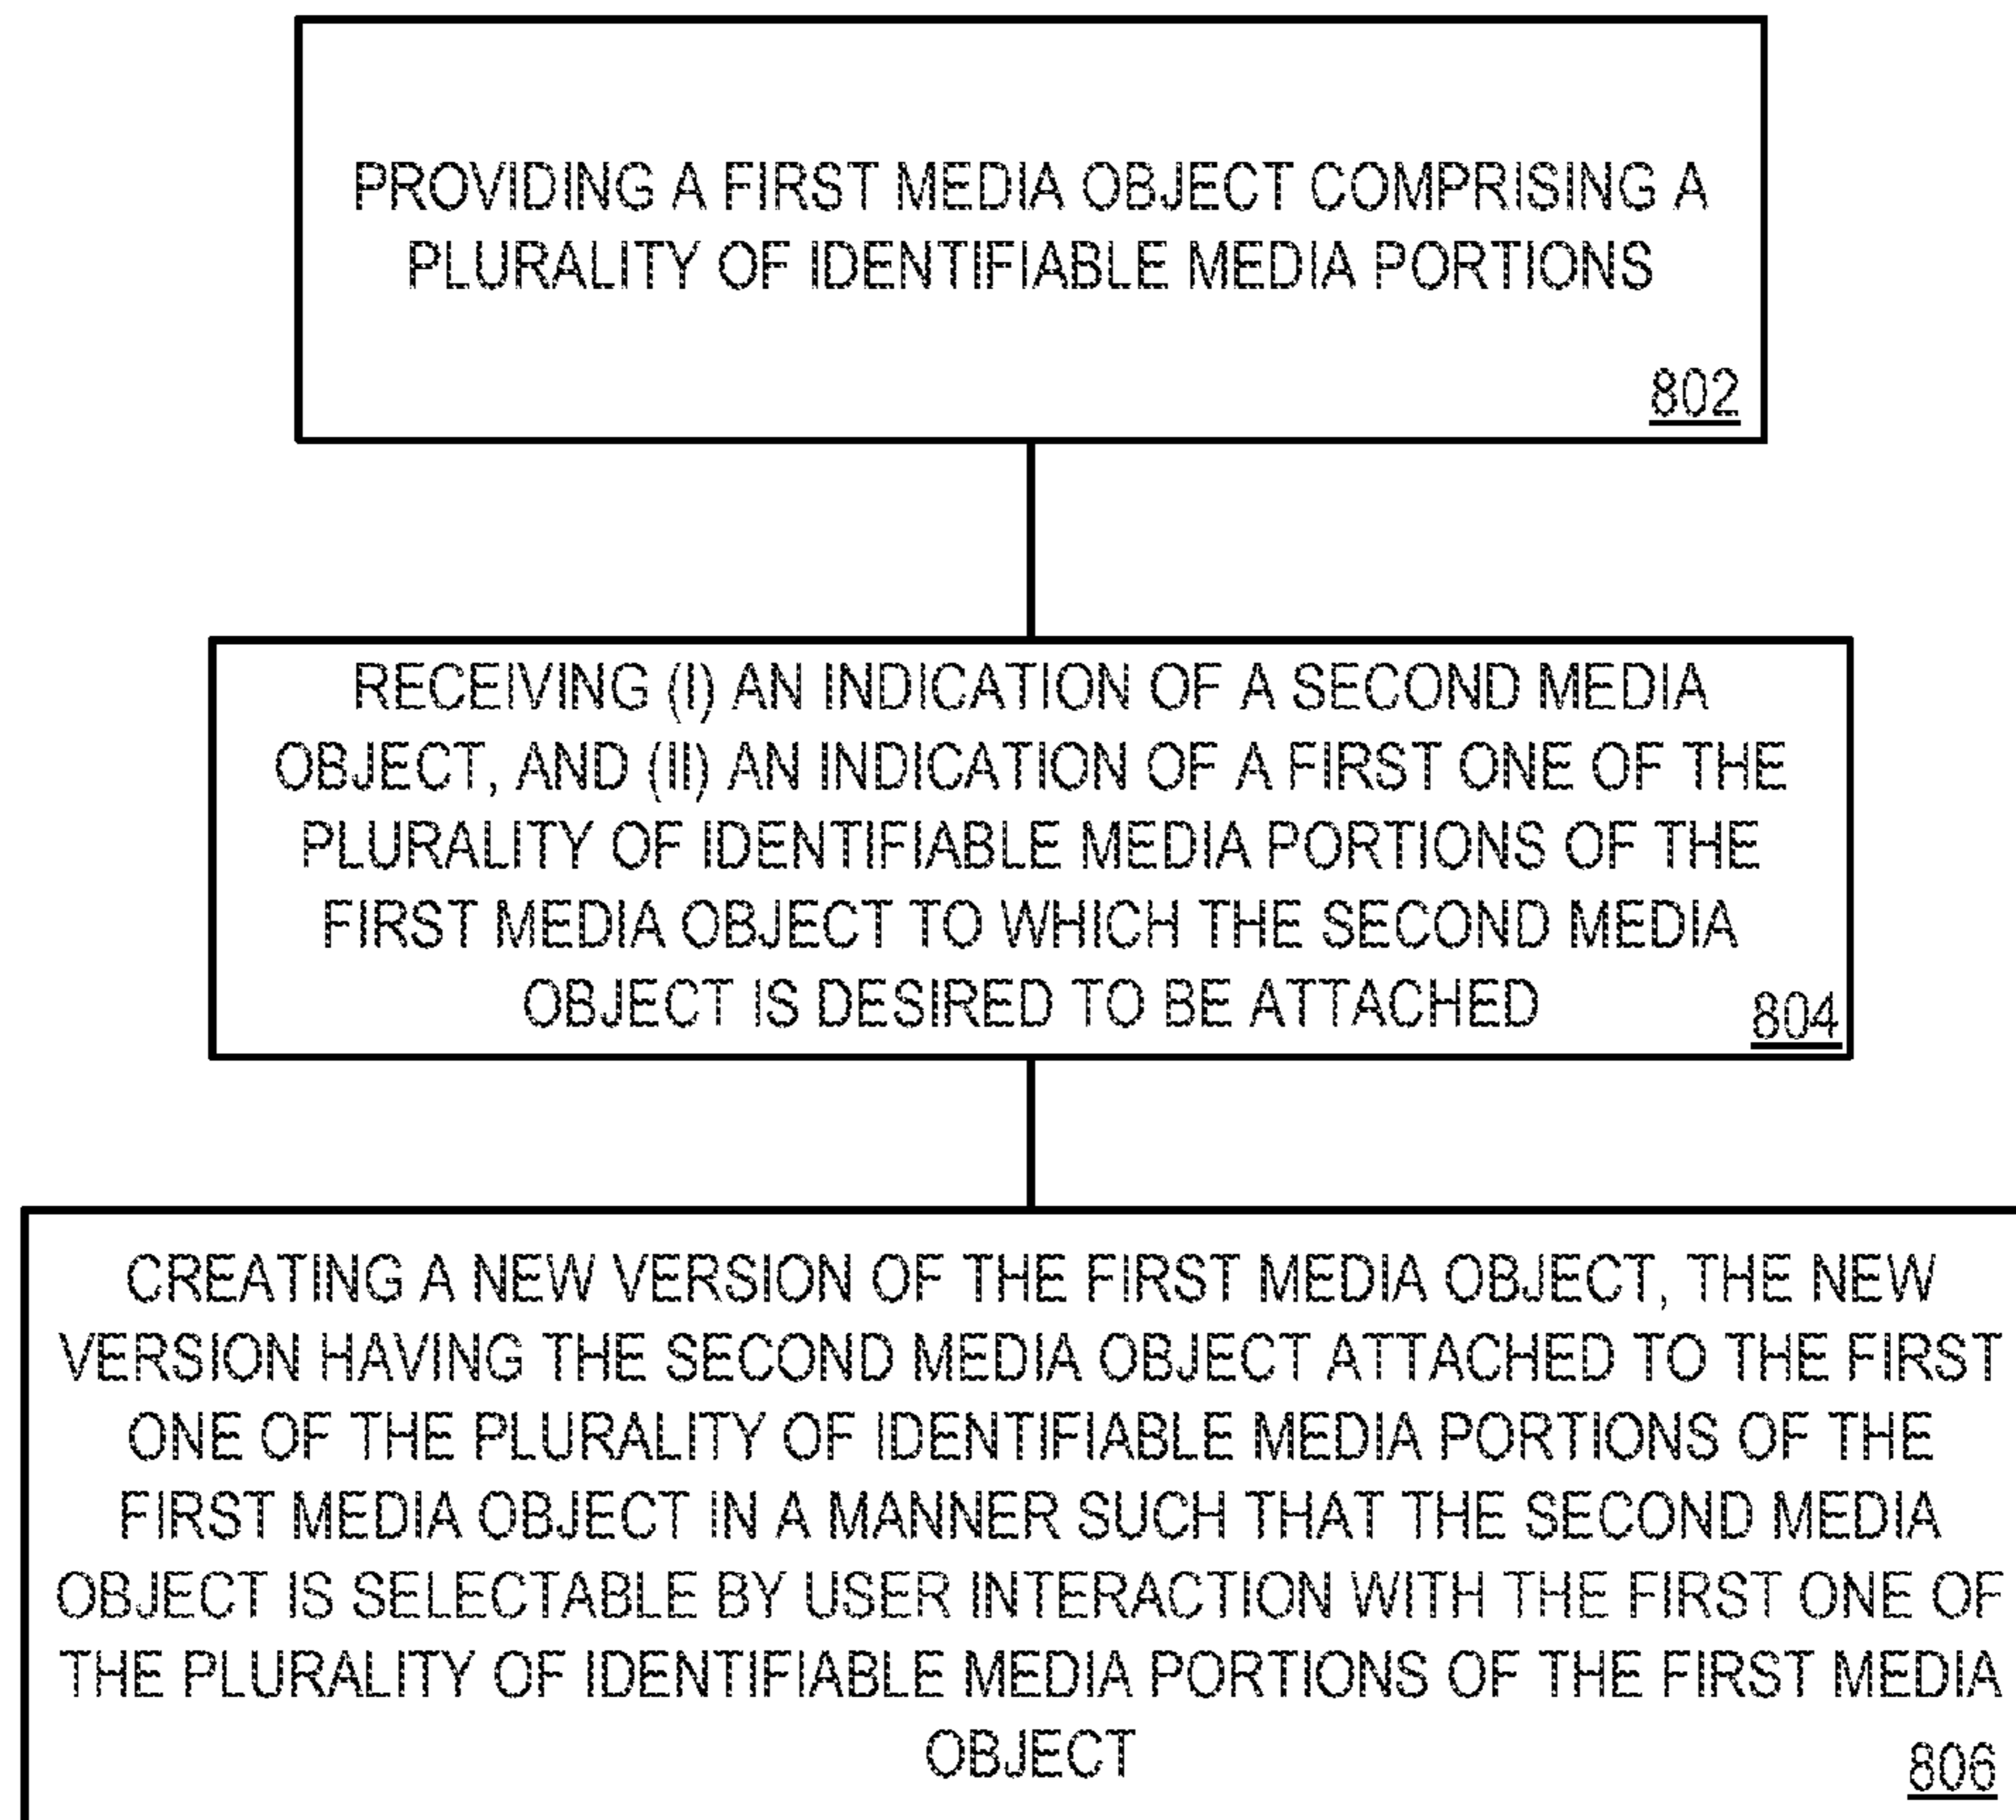 PROVIDING A FIRST MEDIA OBJECT COMPRISING A
PLURALITY OF IDENTIFIABLE MEDIA PORTIONS
802
RECEIVING (I) AN INDICATION OF A SECOND MEDIA
OBJECT, AND (II) AN INDICATION OF A FIRST ONE OF THE
PLURALITY OF IDENTIFIABLE MEDIA PORTIONS OF THE
FIRST MEDIA OBJECT TO WHICH THE SECOND MEDIA
OBJECT IS DESIRED TO BE ATTACHED
804
CREATING A NEW VERSION OF THE FIRST MEDIA OBJECT, THE NEW
VERSION HAVING THE SECOND MEDIA OBJECT ATTACHED TO THE FIRST
ONE OF THE PLURALITY OF IDENTIFIABLE MEDIA PORTIONS OF THE
FIRST MEDIA OBJECT IN A MANNER SUCH THAT THE SECOND MEDIA
OBJECT IS SELECTABLE BY USER INTERACTION WITH THE FIRST ONE OF
THE PLURALITY OF IDENTIFIABLE MEDIA PORTIONS OF THE FIRST MEDIA
OBJECT
806